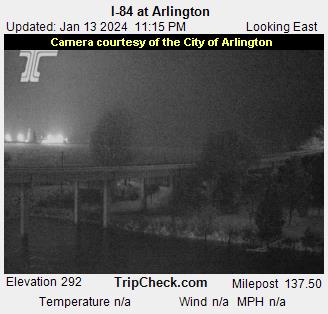 I-84 at Arlington
Updated: Jan 13 2024 11:15 PM Looking East
Camera courtesy of the City of Arlington
Elevation 292 TripCheck.com Milepost 137.50
Temperature n/a Wind n/a MPH n/a